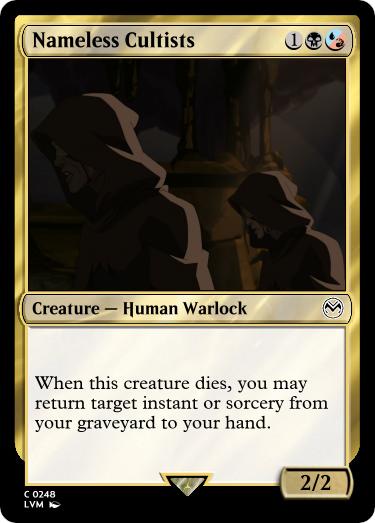 Nameless Cultists 1
Creature — Human Warlock
When this creature dies, you may
return target instant or sorcery from
your graveyard to your hand.
2/2
C 0248
LVM